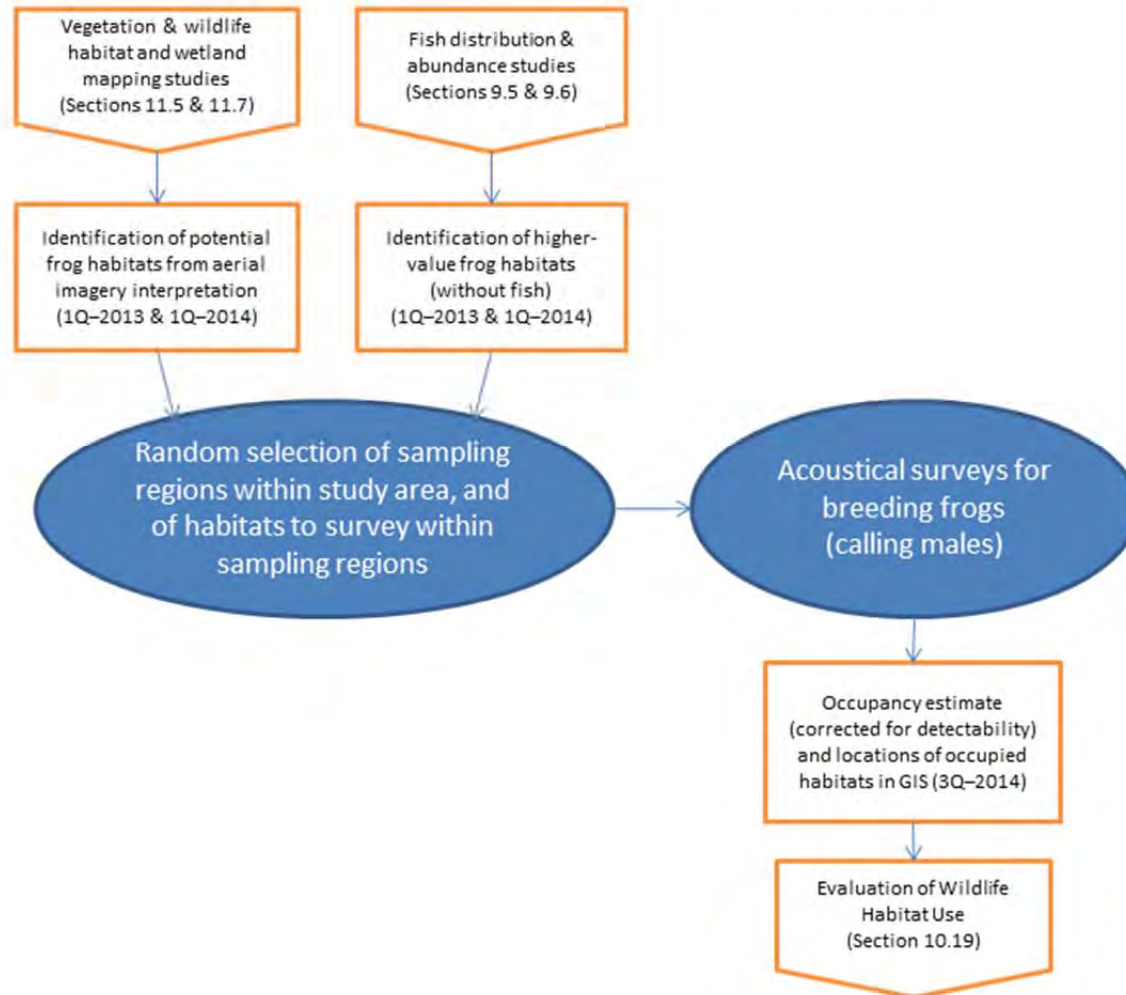 Vegetation & wildlife
habitat and wetland
mapping studies
(Sections 11.5 & 11.7)
Fish distribution &
abundance studies
(Sections 9.5 & 9.6)
Identification of potential
frog habitats from aerial
imagery interpretation
(1Q–2013 & 1Q–2014)
Identification of higher-
value frog habitats
(without fish)
(1Q–2013 & 1Q–2014)
Random selection of sampling
regions within study area, and
of habitats to survey within
sampling regions
Acoustical surveys for
breeding frogs
(calling males)
Occupancy estimate
(corrected for detectability)
and locations of occupied
habitats in GIS (3Q–2014)
Evaluation of Wildlife
Habitat Use
(Section 10.19)